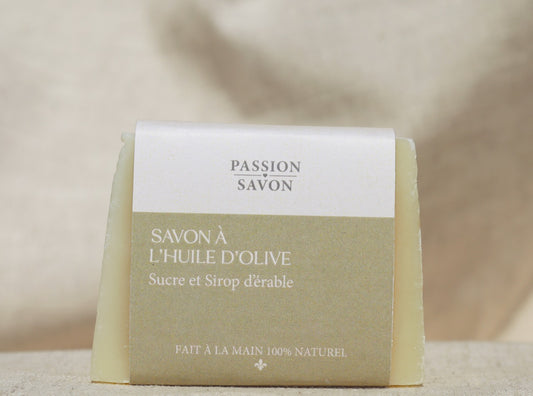 PASSION
SAVON
SAVON À
L'HUILE D'OLIVE
Sucre et Sirop d'érable
FAIT À LA MAIN 100% NATUREL